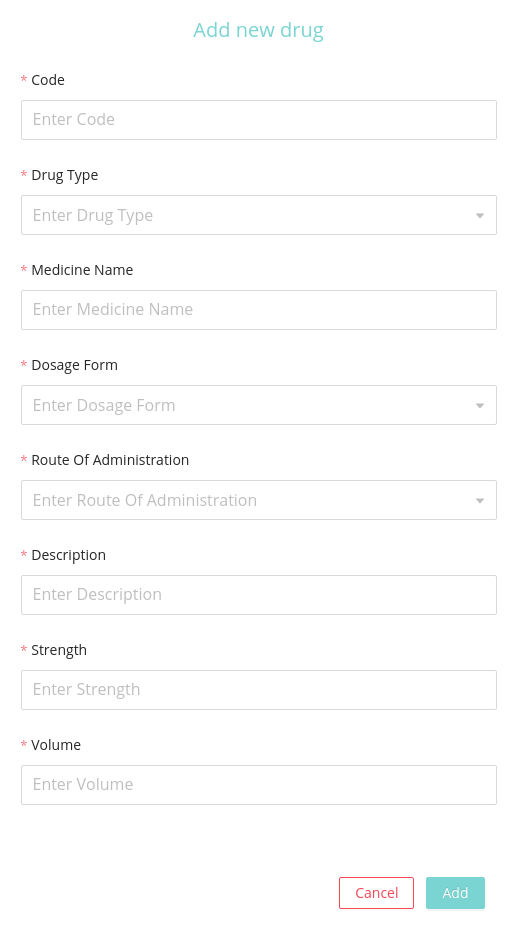 Add new drug
* Code
Enter Code
* Drug Type
Enter Drug Type
* Medicine Name
Enter Medicine Name
* Dosage Form
Enter Dosage Form
* Route Of Administration
Enter Route Of Administration
* Description
Enter Description
* Strength
Enter Strength
* Volume
Enter Volume
Cancel Add